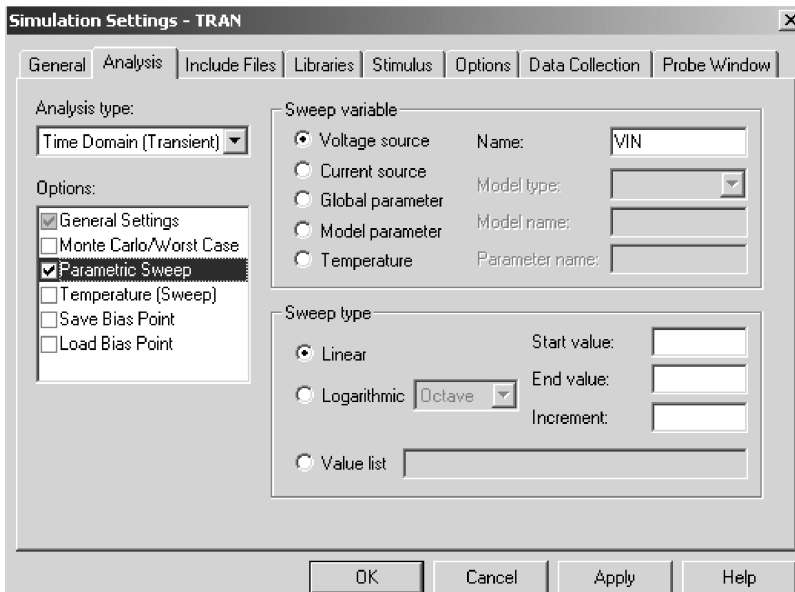 Simulation Settings - TRAN
General Analysis Include Files Libraries Stimulus Options Data Collection Probe Window
Analysis type:
Time Domain (Transient)
Options:
General Settings
Monte Carlo/Worst Case
Parametric Sweep
Temperature (Sweep)
Save Bias Point
Load Bias Point
Sweep variable
Voltage source
Current source
Global parameter
Model parameter
Temperature
Name: VIN
Model type:
Model name:
Parameter name:
Sweep type
Linear
Logarithmic Octave
Value list
Start value:
End value:
Increment:
OK Cancel Apply Help